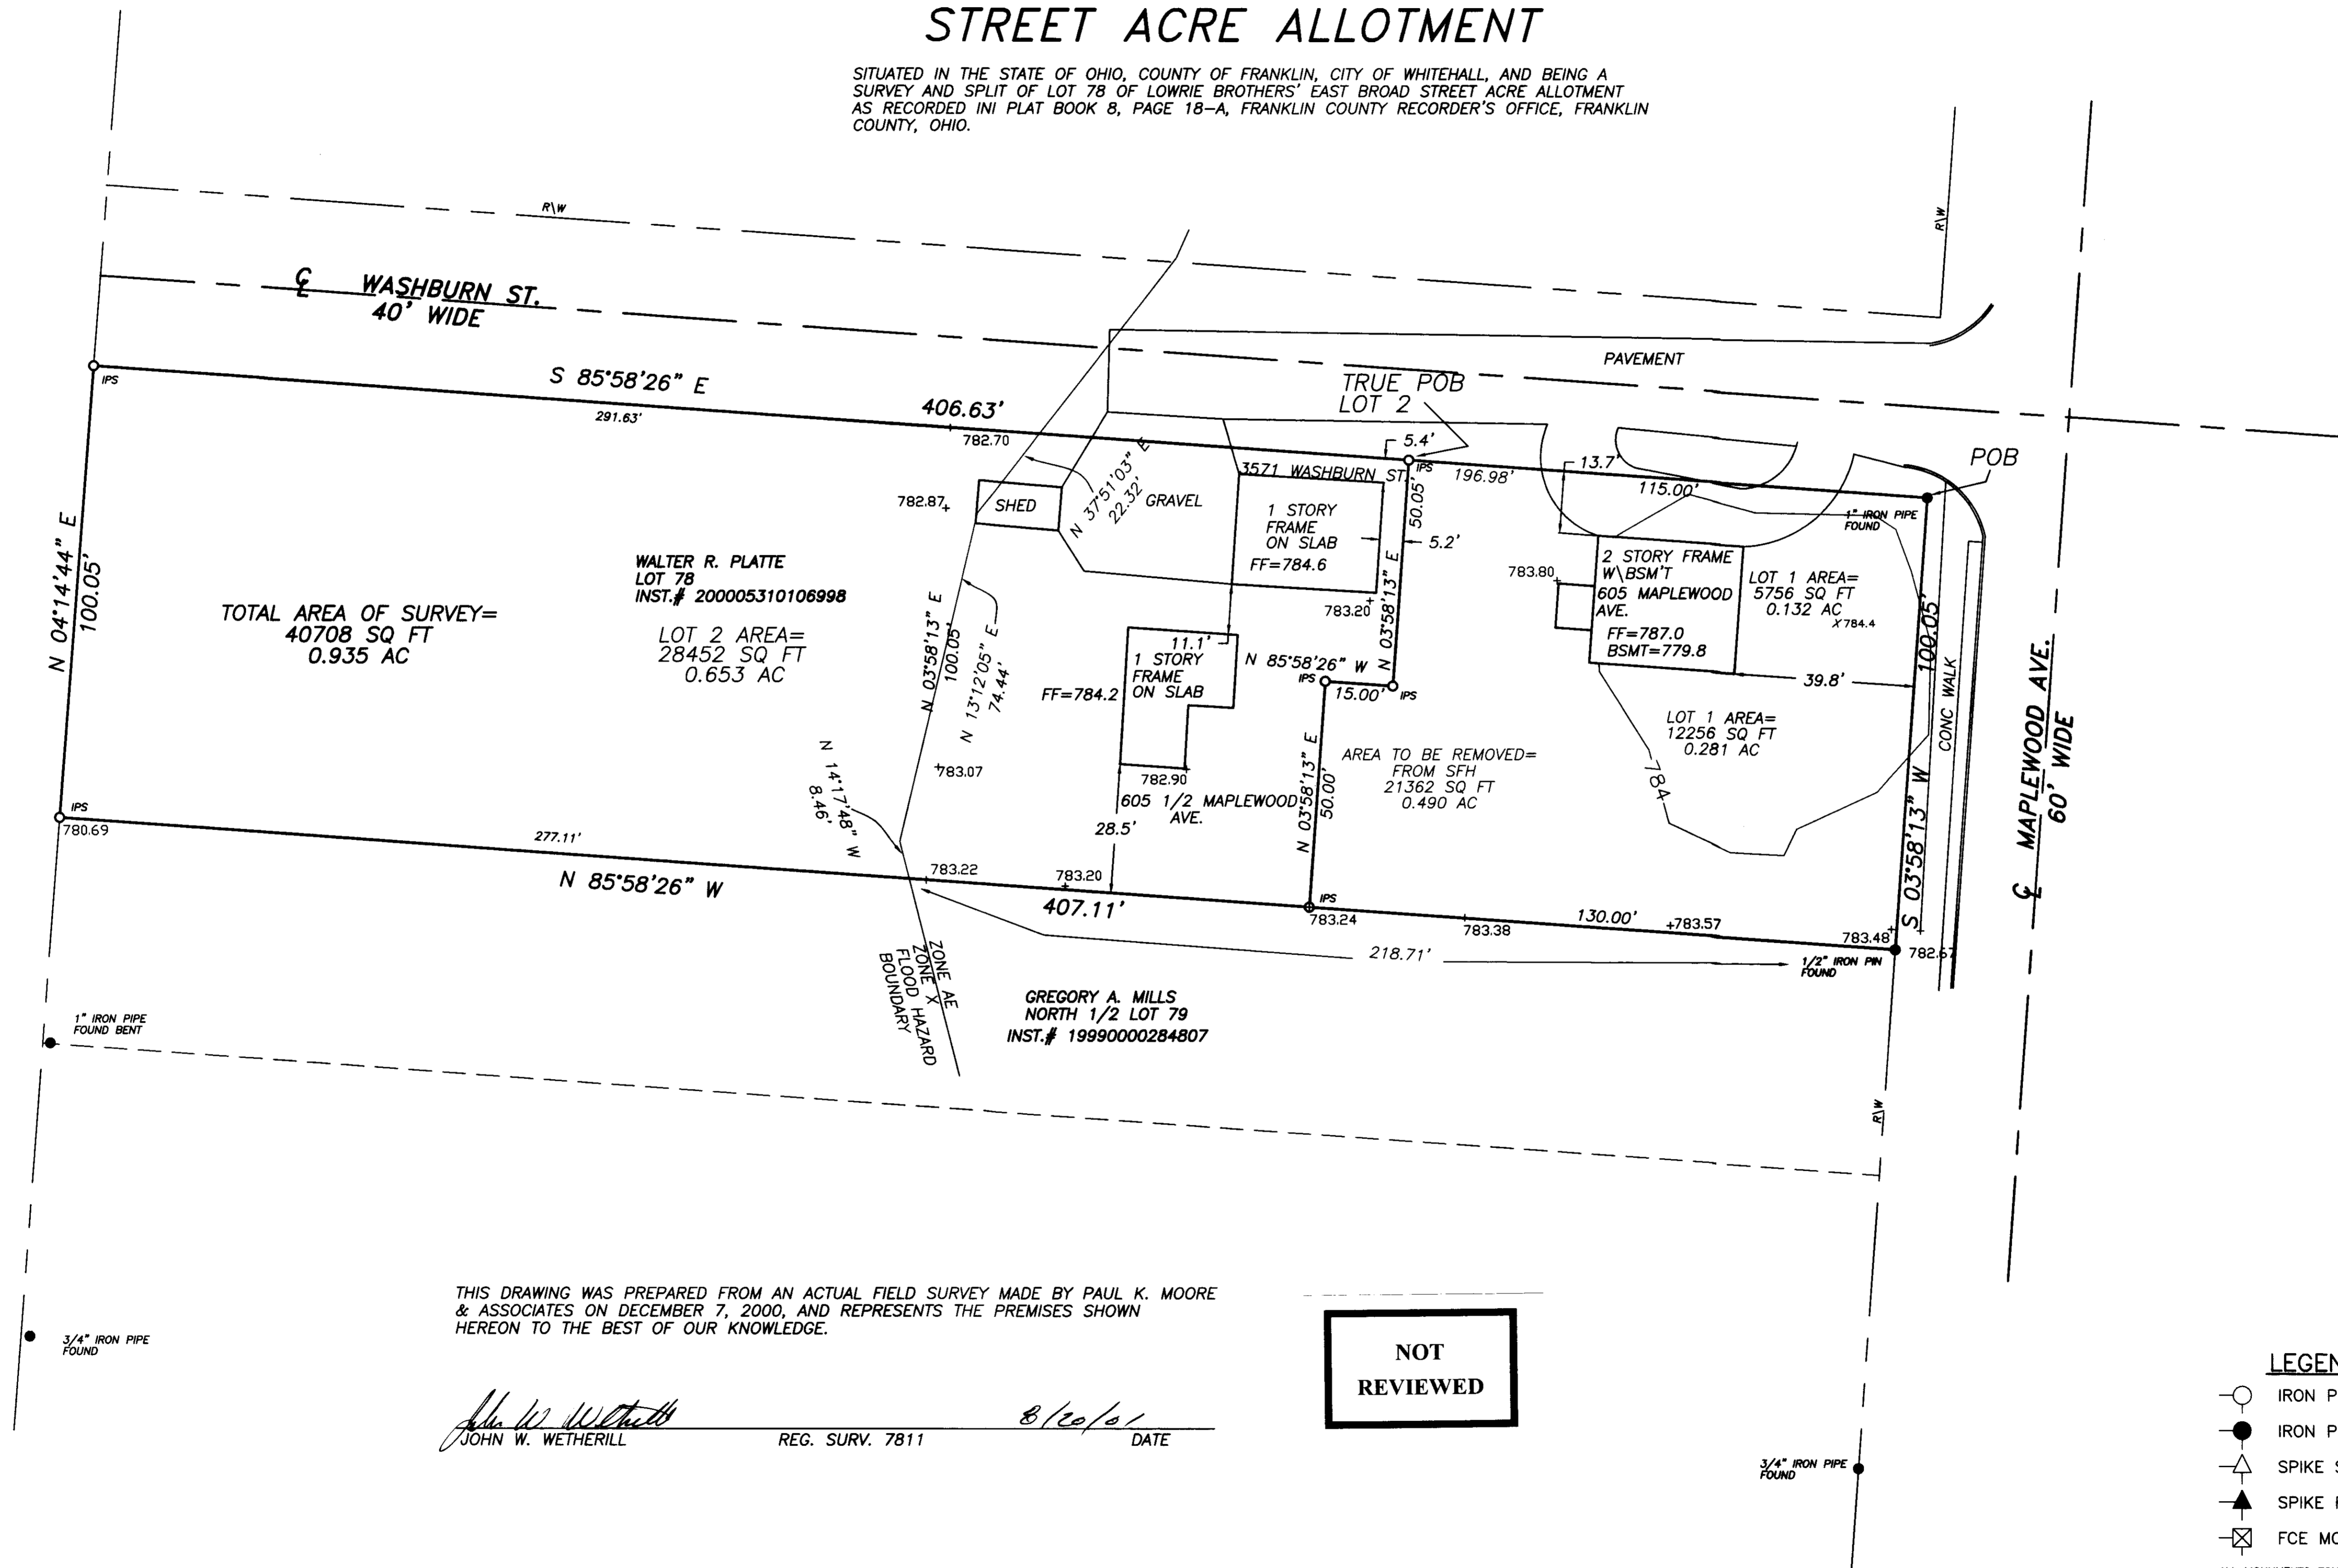 STREET ACRE ALLOTMENT
SITUATED IN THE STATE OF OHIO, COUNTY OF FRANKLIN, CITY OF WHITEHALL, AND BEING A
SURVEY AND SPLIT OF LOT 78 OF LOWRIE BROTHERS' EAST BROAD STREET ACRE ALLOTMENT
AS RECORDED INI PLAT BOOK 8, PAGE 18-A, FRANKLIN COUNTY RECORDER'S OFFICE, FRANKLIN
COUNTY, OHIO.
R\W
R\W
℄ WASHBURN ST.
40' WIDE
PAVEMENT
IPS
S 85°58'26" E
291.63'
406.63'
782.70
TRUE POB
LOT 2
5.4'
IPS
196.98'
13.7'
115.00'
POB
1" IRON PIPE
FOUND
3571 WASHBURN ST.
782.87
SHED
N 37°51'03" E
22.32'
GRAVEL
1 STORY
FRAME
ON SLAB
FF=784.6
50.05'
5.2'
N 03°58'13" E
783.20
783.80
2 STORY FRAME
W\BSM'T
605 MAPLEWOOD
AVE.
FF=787.0
BSMT=779.8
LOT 1 AREA=
5756 SQ FT
0.132 AC
X784.4
100.05'
S 03°58'13" W
CONC WALK
℄ MAPLEWOOD AVE.
60' WIDE
N 04°14'44" E
100.05'
TOTAL AREA OF SURVEY=
40708 SQ FT
0.935 AC
WALTER R. PLATTE
LOT 78
INST.# 200005310106998
LOT 2 AREA=
28452 SQ FT
0.653 AC
N 03°58'13" E
100.05'
N 13°12'05" E
74.44'
11.1'
1 STORY
FRAME
ON SLAB
FF=784.2
N 85°58'26" W
IPS
15.00'
IPS
39.8'
LOT 1 AREA=
12256 SQ FT
0.281 AC
AREA TO BE REMOVED=
FROM SFH
21362 SQ FT
0.490 AC
784
N 03°58'13" E
50.00'
783.07
782.90
605 1/2 MAPLEWOOD
AVE.
28.5'
N 14°17'48" W
8.46'
IPS
780.69
277.11'
N 85°58'26" W
783.22
783.20
407.11'
IPS
783.24
783.38
130.00'
783.57
783.48
782.67
218.71'
1/2" IRON PIN
FOUND
ZONE AE
ZONE X
FLOOD HAZARD
BOUNDARY
GREGORY A. MILLS
NORTH 1/2 LOT 79
INST.# 19990000284807
1" IRON PIPE
FOUND BENT
R\W
THIS DRAWING WAS PREPARED FROM AN ACTUAL FIELD SURVEY MADE BY PAUL K. MOORE
& ASSOCIATES ON DECEMBER 7, 2000, AND REPRESENTS THE PREMISES SHOWN
HEREON TO THE BEST OF OUR KNOWLEDGE.
3/4" IRON PIPE
FOUND
NOT
REVIEWED
John W. Wetherill 8/20/01
JOHN W. WETHERILL REG. SURV. 7811 DATE
3/4" IRON PIPE
FOUND
LEGEN
IRON P
IRON P
SPIKE S
SPIKE
FCE MO